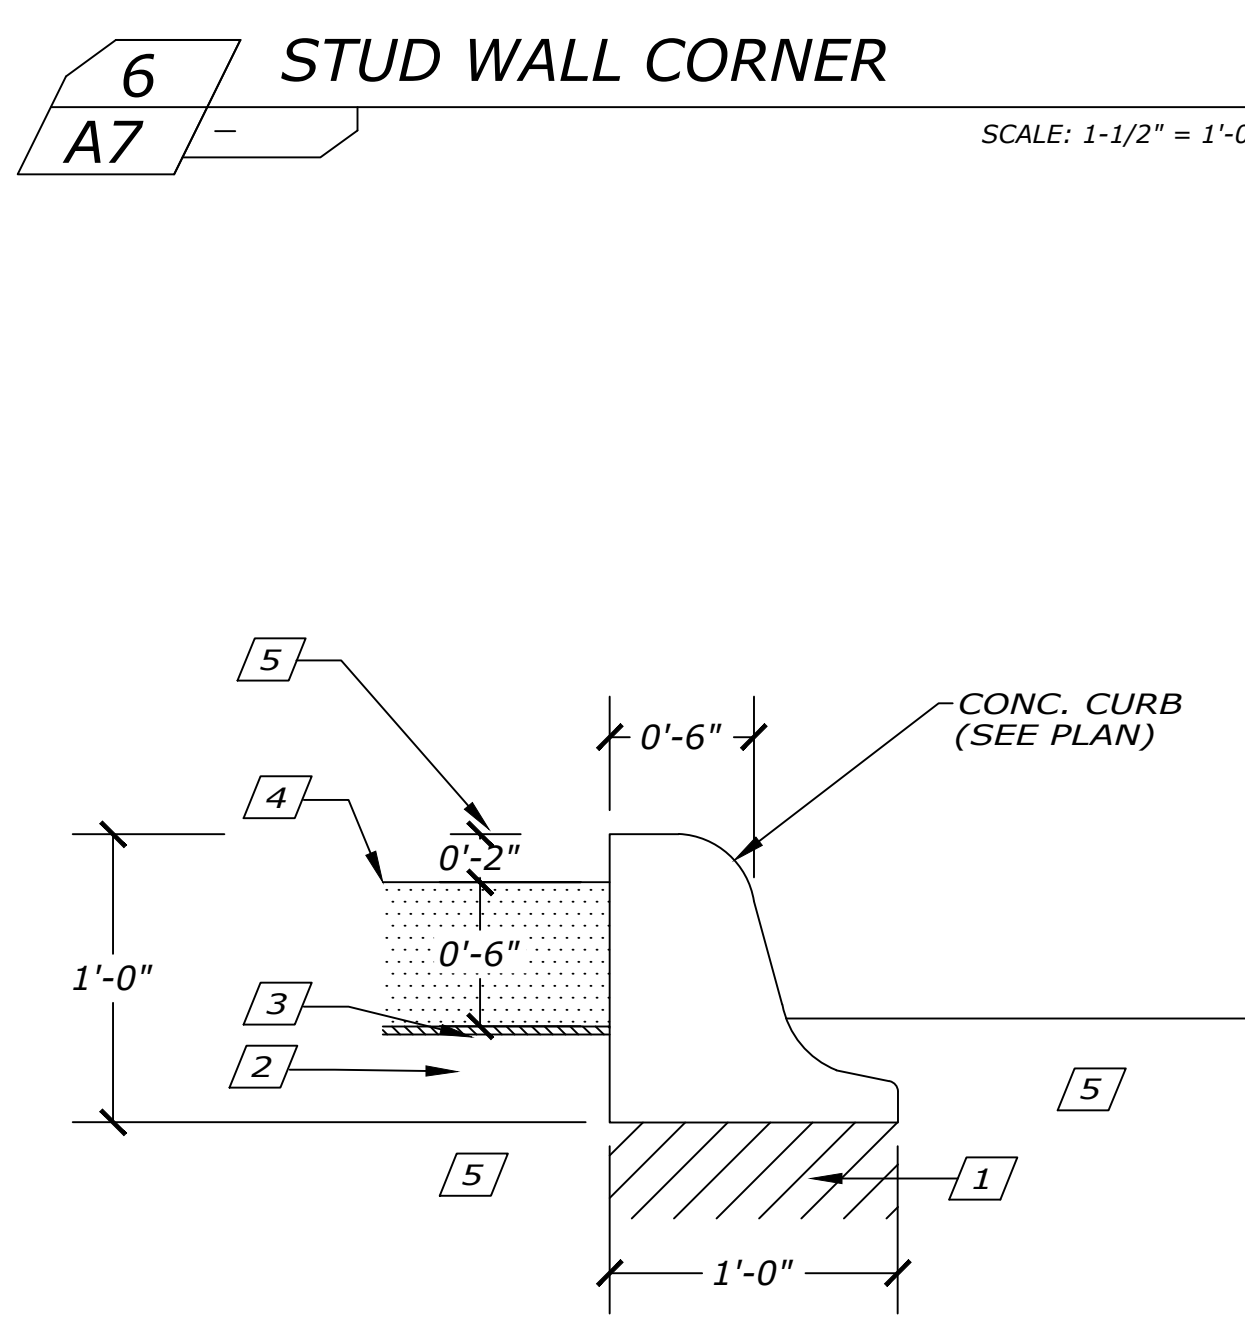 6
STUD WALL CORNER
A7
–
SCALE: 1-1/2" = 1'-0
5
CONC. CURB
(SEE PLAN)
0'-6"
4
0'-2"
0'-6"
1'-0"
3
2
5
5
1
1'-0"